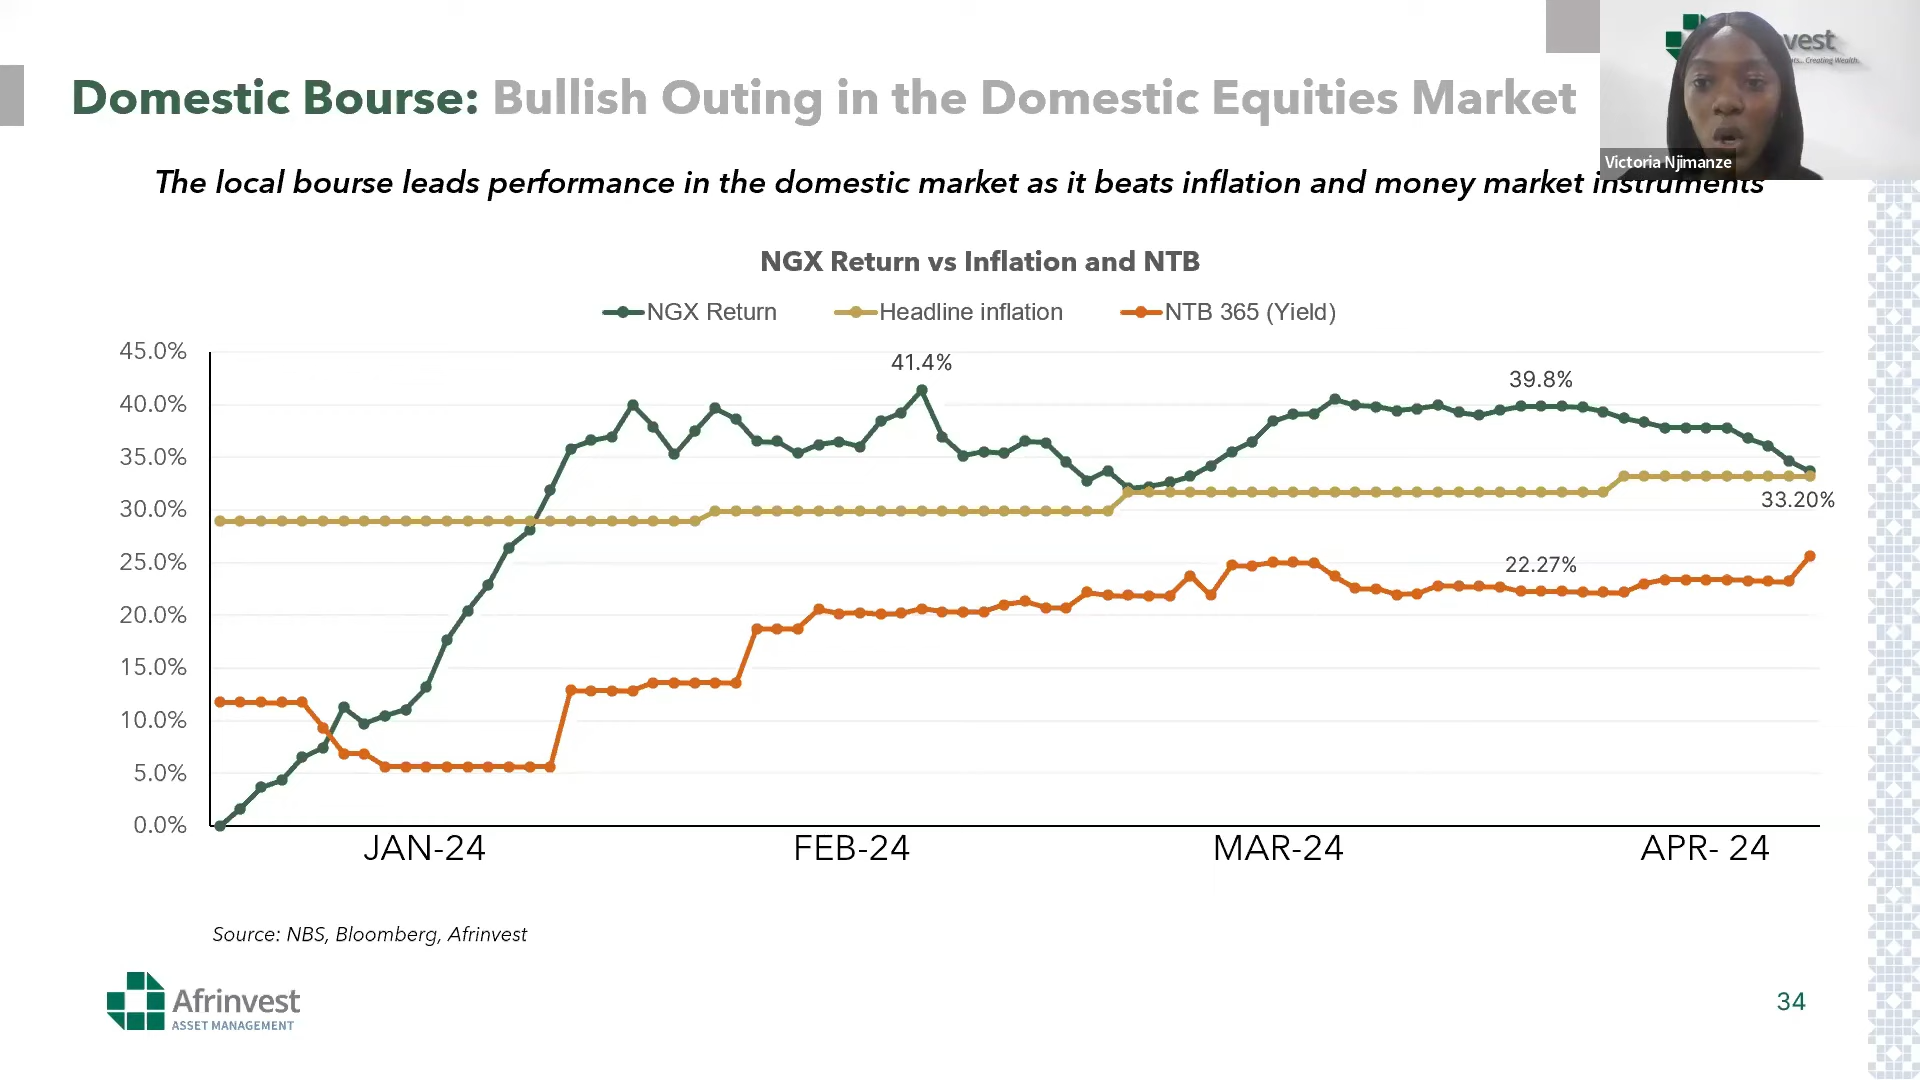 Domestic Bourse: Bullish Outing in the Domestic Equities Market
Victoria Njimanze
The local bourse leads performance in the domestic market as it beats inflation and money market instruments
NGX Return vs Inflation and NTB
NGX Return Headline inflation NTB 365 (Yield)
45.0%
40.0%
35.0%
30.0%
25.0%
20.0%
15.0%
10.0%
5.0%
0.0%
41.4%
39.8%
33.20%
22.27%
JAN-24 FEB-24 MAR-24 APR- 24
Source: NBS, Bloomberg, Afrinvest
Afrinvest
ASSET MANAGEMENT
34
vest
Creating Wealth